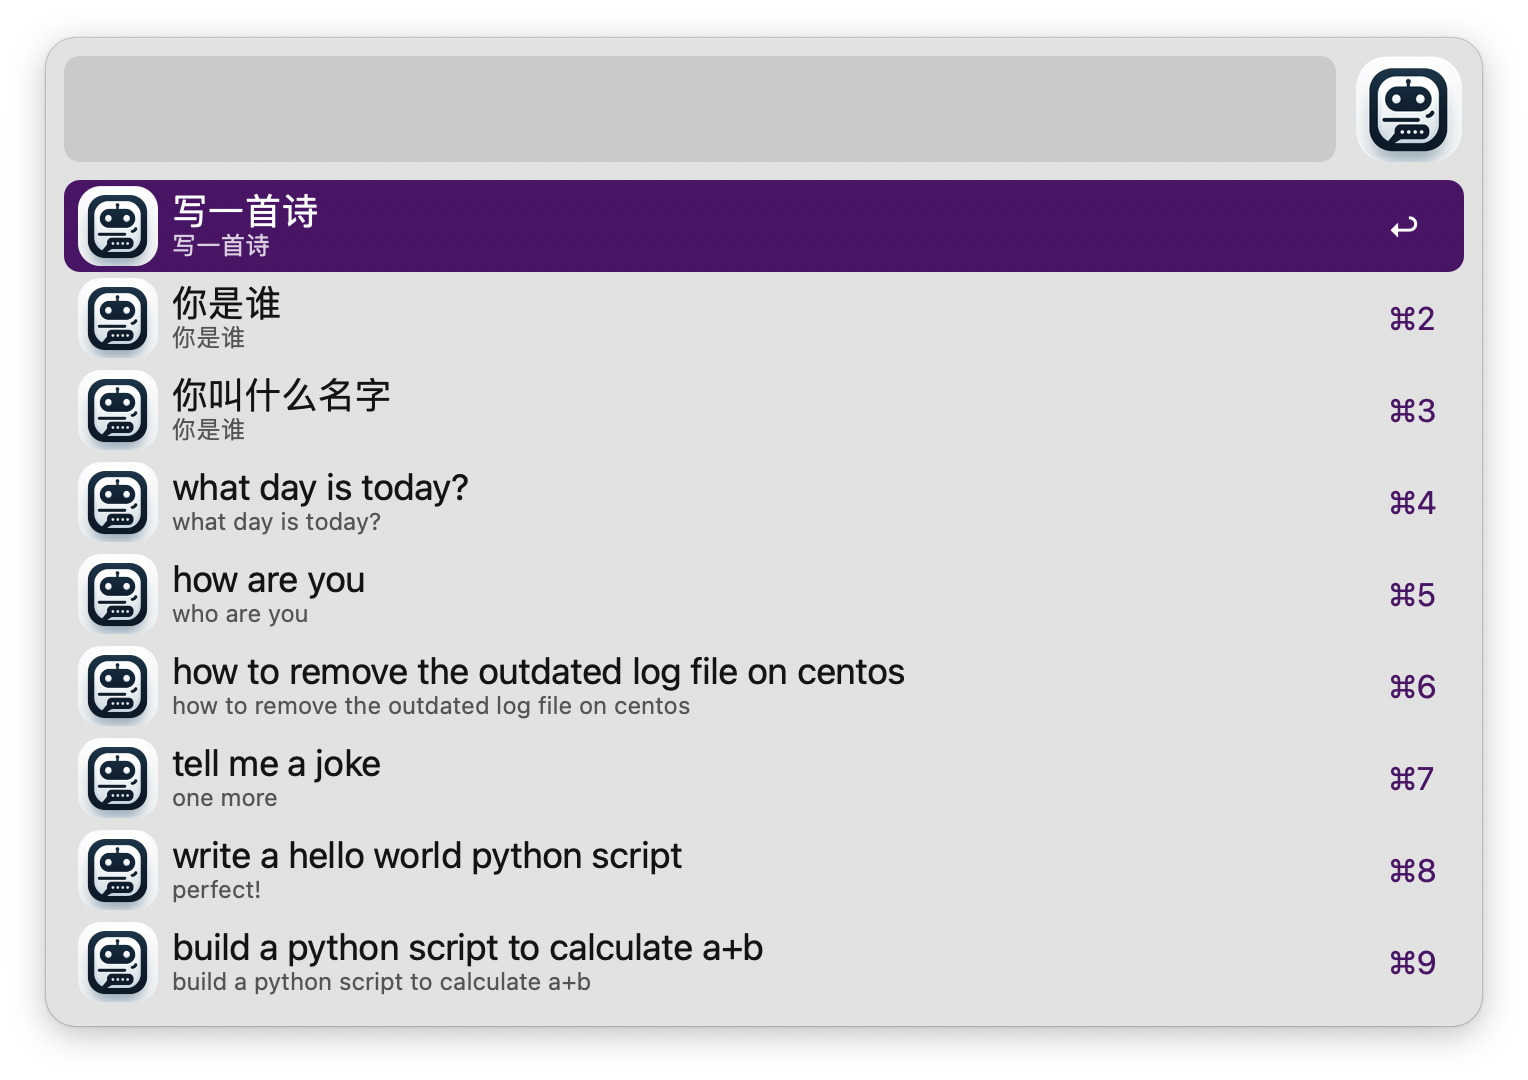 写一首诗
写一首诗
你是谁
你是谁
⌘2
你叫什么名字
你是谁
⌘3
what day is today?
what day is today?
⌘4
how are you
who are you
⌘5
how to remove the outdated log file on centos
how to remove the outdated log file on centos
⌘6
tell me a joke
one more
⌘7
write a hello world python script
perfect!
⌘8
build a python script to calculate a+b
build a python script to calculate a+b
⌘9